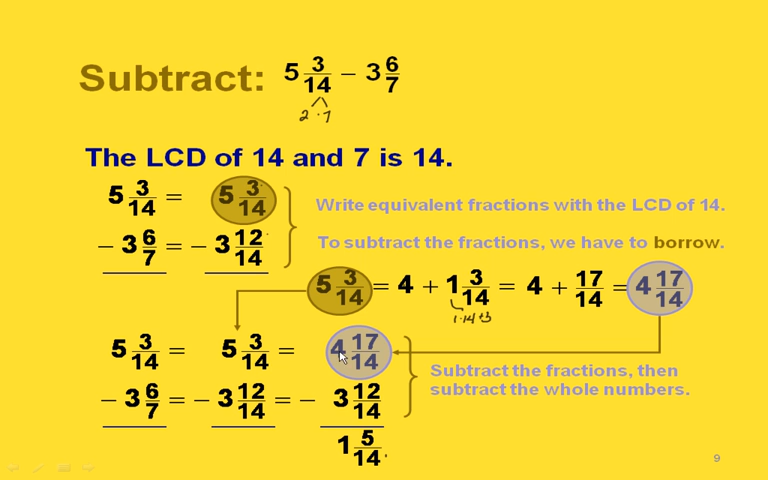 Subtract: 5 3/14 − 3 6/7
2 · 7
The LCD of 14 and 7 is 14.
5 3/14 = 5 3/14
Write equivalent fractions with the LCD of 14.
− 3 6/7 = − 3 12/14
To subtract the fractions, we have to borrow.
5 3/14 = 4 + 1 3/14 = 4 + 17/14 = 4 17/14
1·14+3
5 3/14 = 5 3/14 = 4 17/14
Subtract the fractions, then
subtract the whole numbers.
− 3 6/7 = − 3 12/14 = − 3 12/14
1 5/14.
9